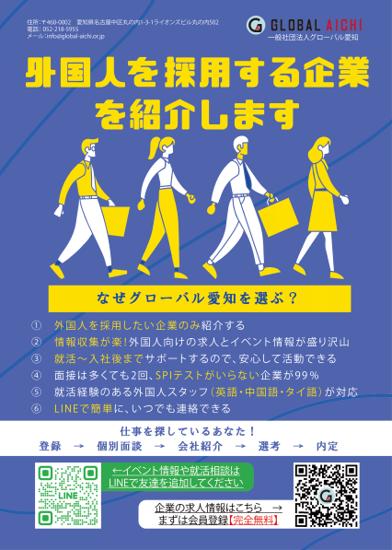 住所：〒460-0002　愛知県名古屋市中区丸の内1-3-1ライオンズビル丸の内502
電話：052-218-5955
メール：info@global-aichi.or.jp
GLOBAL AICHI
一般社団法人グローバル愛知
外国人を採用する企業
を紹介します
なぜグローバル愛知を選ぶ？
① 外国人を採用したい企業のみ紹介する
② 情報収集が楽！外国人向けの求人とイベント情報が盛り沢山
③ 就活～入社後までサポートするので、安心して活動できる
④ 面接は多くても2回、SPIテストがいらない企業が99％
⑤ 就活経験のある外国人スタッフ（英語・中国語・タイ語）が対応
⑥ LINEで簡単に、いつでも連絡できる
仕事を探しているあなた！
登録　→　個別面談　→　会社紹介　→　選考　→　内定
←イベント情報や就活相談は
LINEで友達を追加してください
LINE
企業の求人情報はこちら　→
まずは会員登録【完全無料】